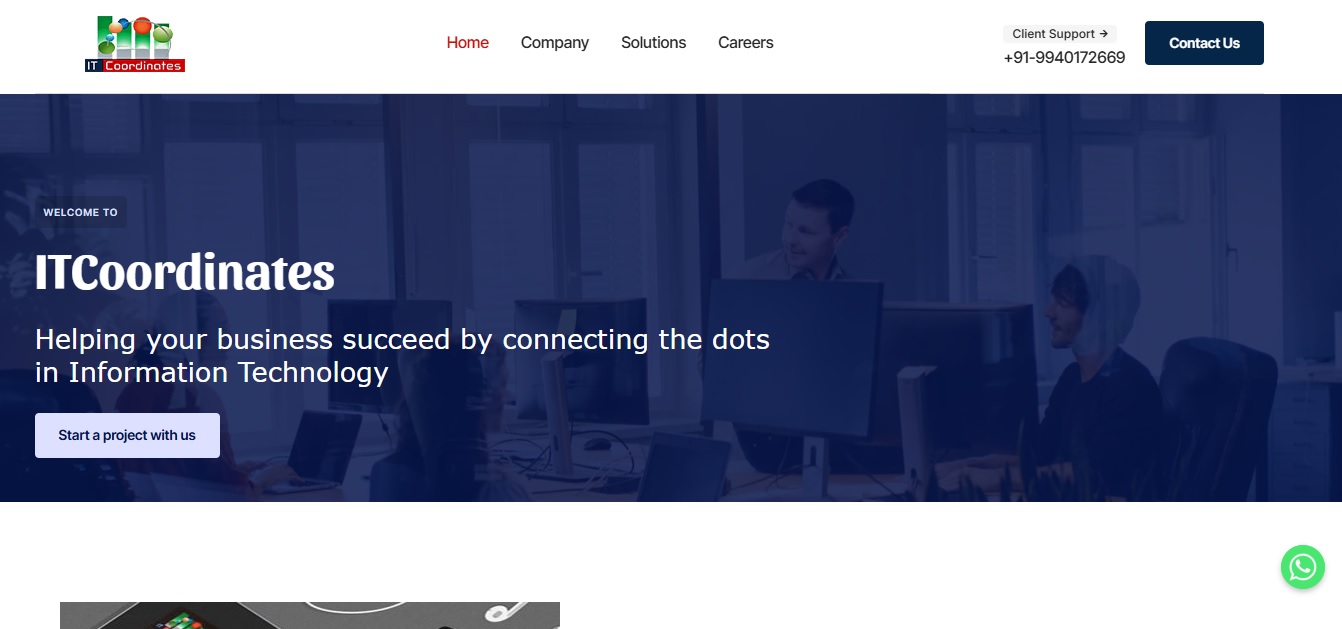 IT Coordinates
Home
Company
Solutions
Careers
Client Support →
+91-9940172669
Contact Us
WELCOME TO
ITCoordinates
Helping your business succeed by connecting the dots
in Information Technology
Start a project with us